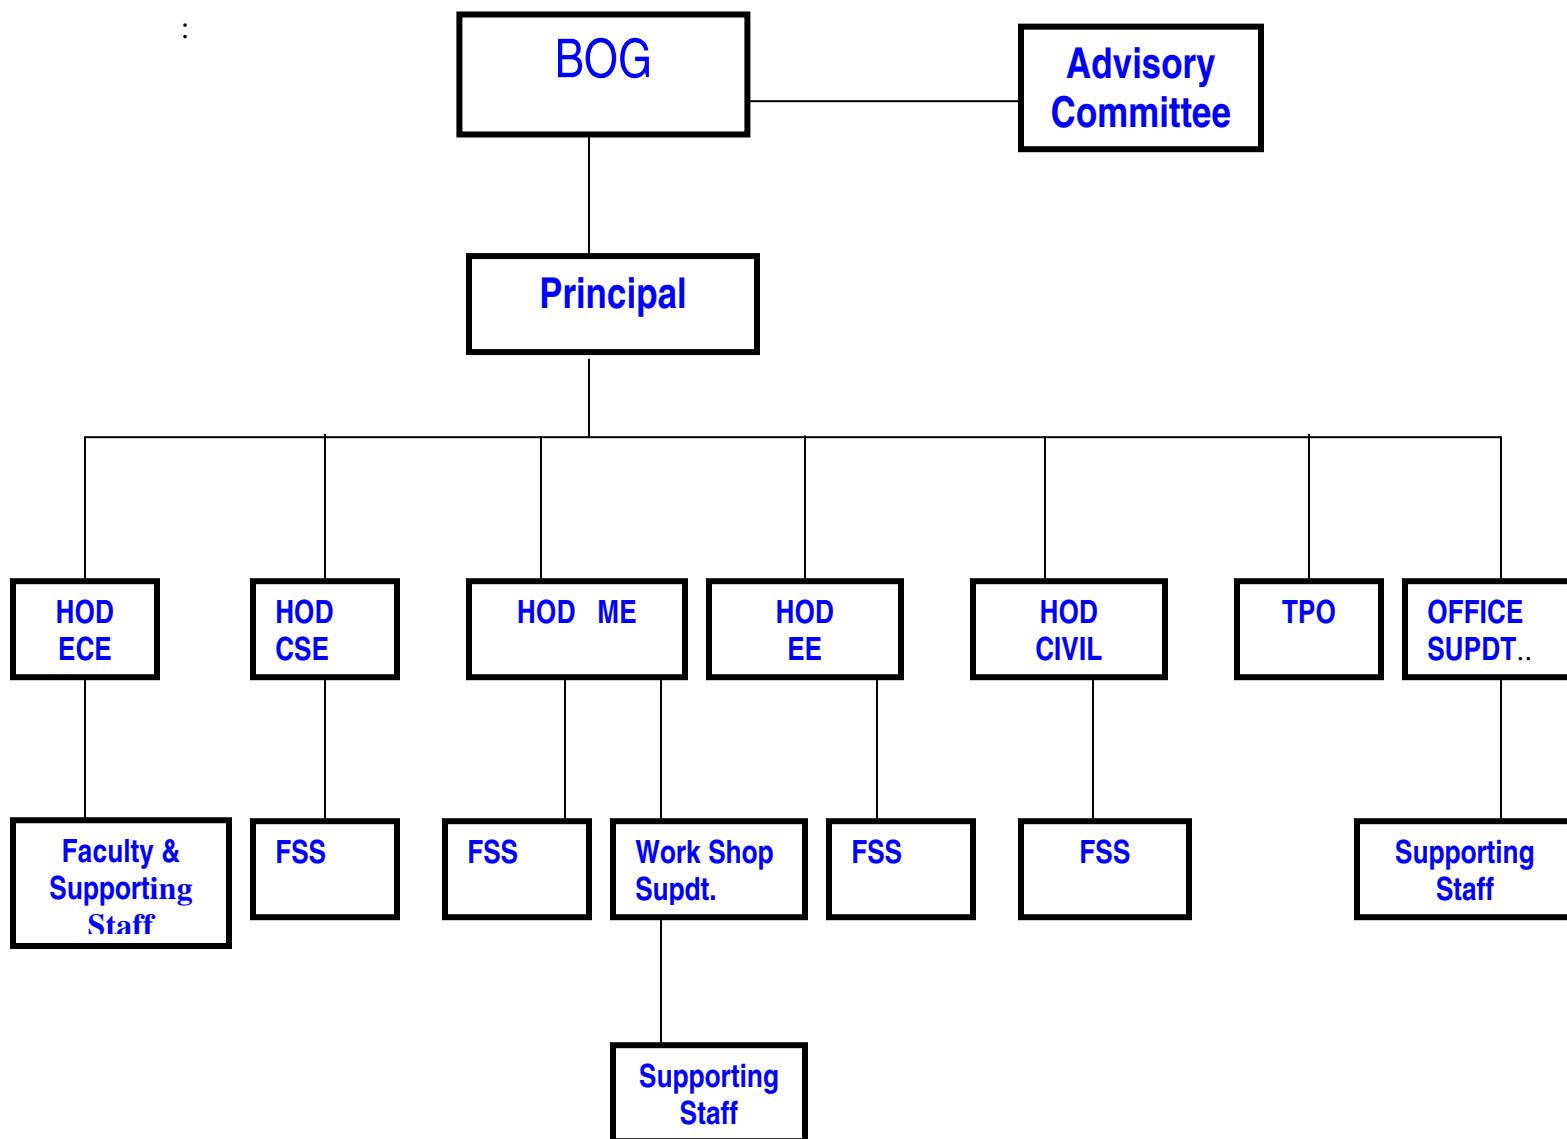 :
BOG
Advisory
Committee
Principal
HOD
ECE
HOD
CSE
HOD ME
HOD
EE
HOD
CIVIL
TPO
OFFICE
SUPDT..
Faculty &
Supporting
Staff
FSS
FSS
Work Shop
Supdt.
FSS
FSS
Supporting
Staff
Supporting
Staff